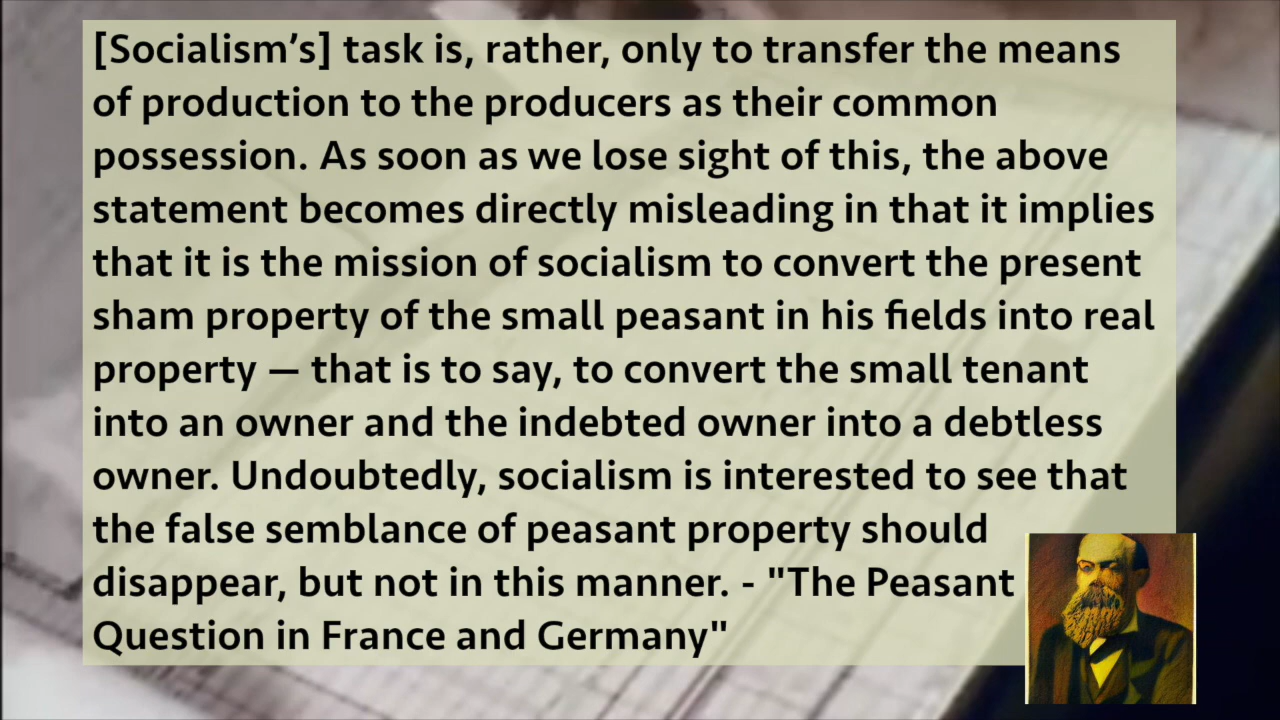 [Socialism’s] task is, rather, only to transfer the means
of production to the producers as their common
possession. As soon as we lose sight of this, the above
statement becomes directly misleading in that it implies
that it is the mission of socialism to convert the present
sham property of the small peasant in his fields into real
property — that is to say, to convert the small tenant
into an owner and the indebted owner into a debtless
owner. Undoubtedly, socialism is interested to see that
the false semblance of peasant property should
disappear, but not in this manner. - "The Peasant
Question in France and Germany"